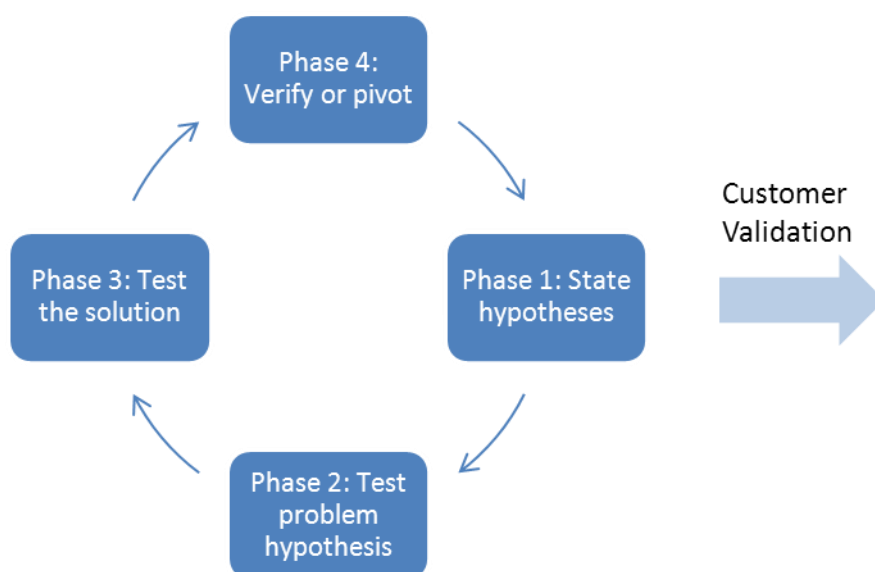 Phase 4:
Verify or pivot
Customer
Validation
Phase 3: Test
the solution
Phase 1: State
hypotheses
Phase 2: Test
problem
hypothesis